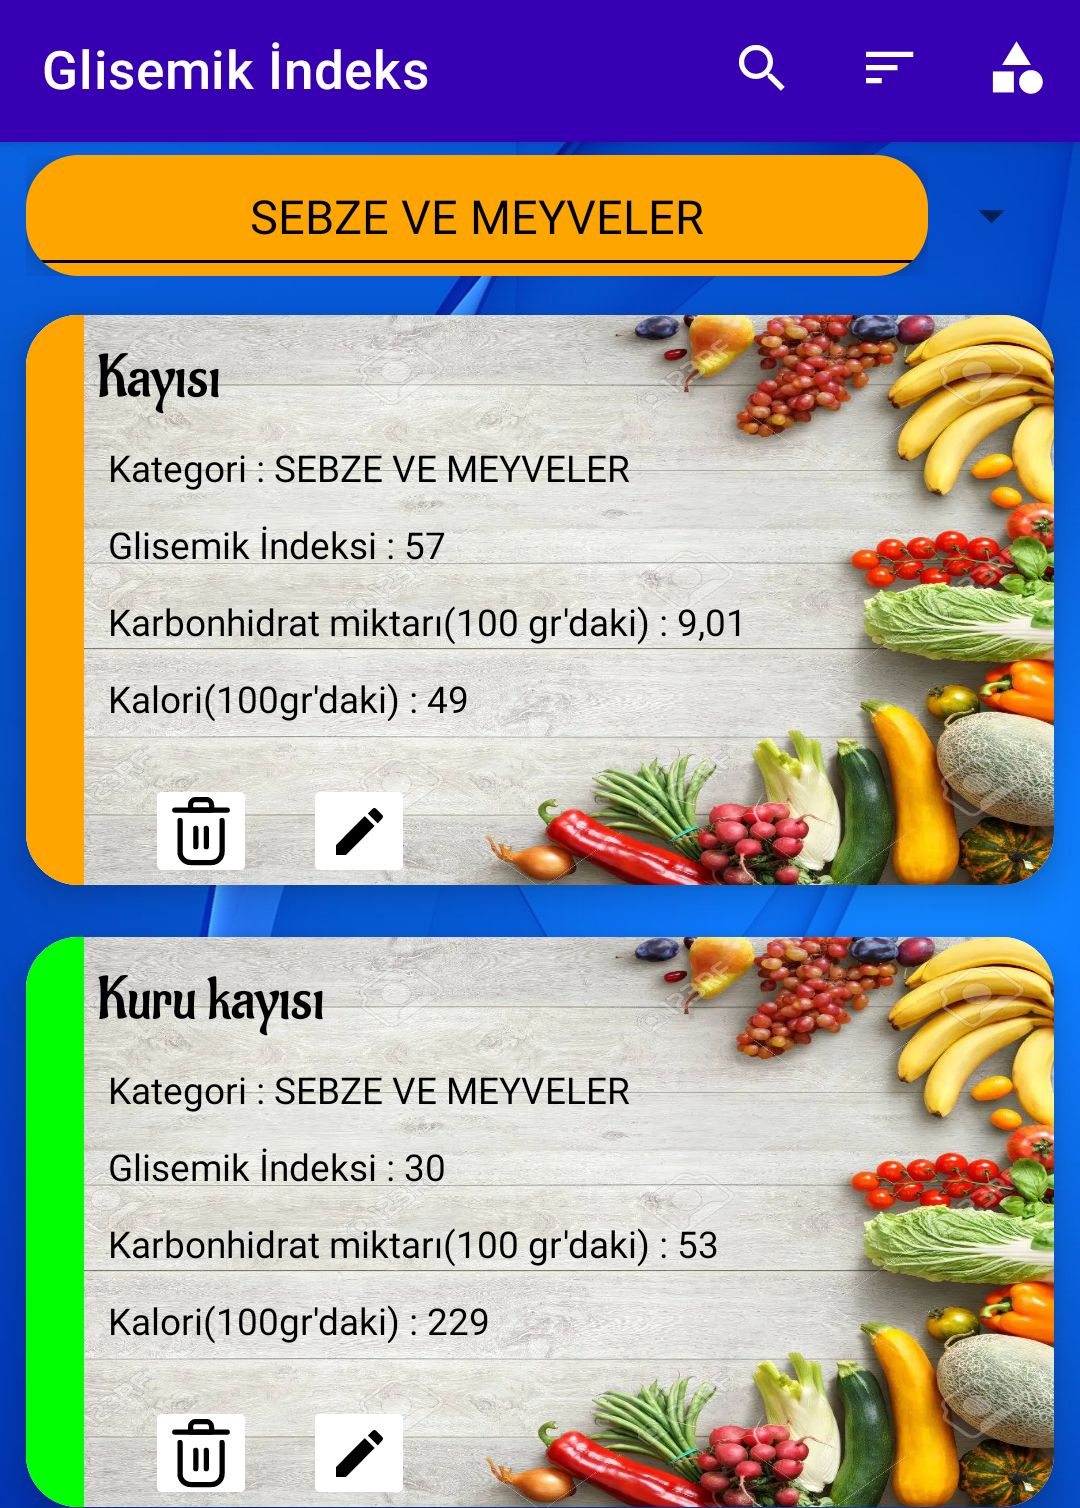 Glisemik İndeks
SEBZE VE MEYVELER
Kayısı
Kategori : SEBZE VE MEYVELER
Glisemik İndeksi : 57
Karbonhidrat miktarı(100 gr'daki) : 9,01
Kalori(100gr'daki) : 49
Kuru kayısı
Kategori : SEBZE VE MEYVELER
Glisemik İndeksi : 30
Karbonhidrat miktarı(100 gr'daki) : 53
Kalori(100gr'daki) : 229